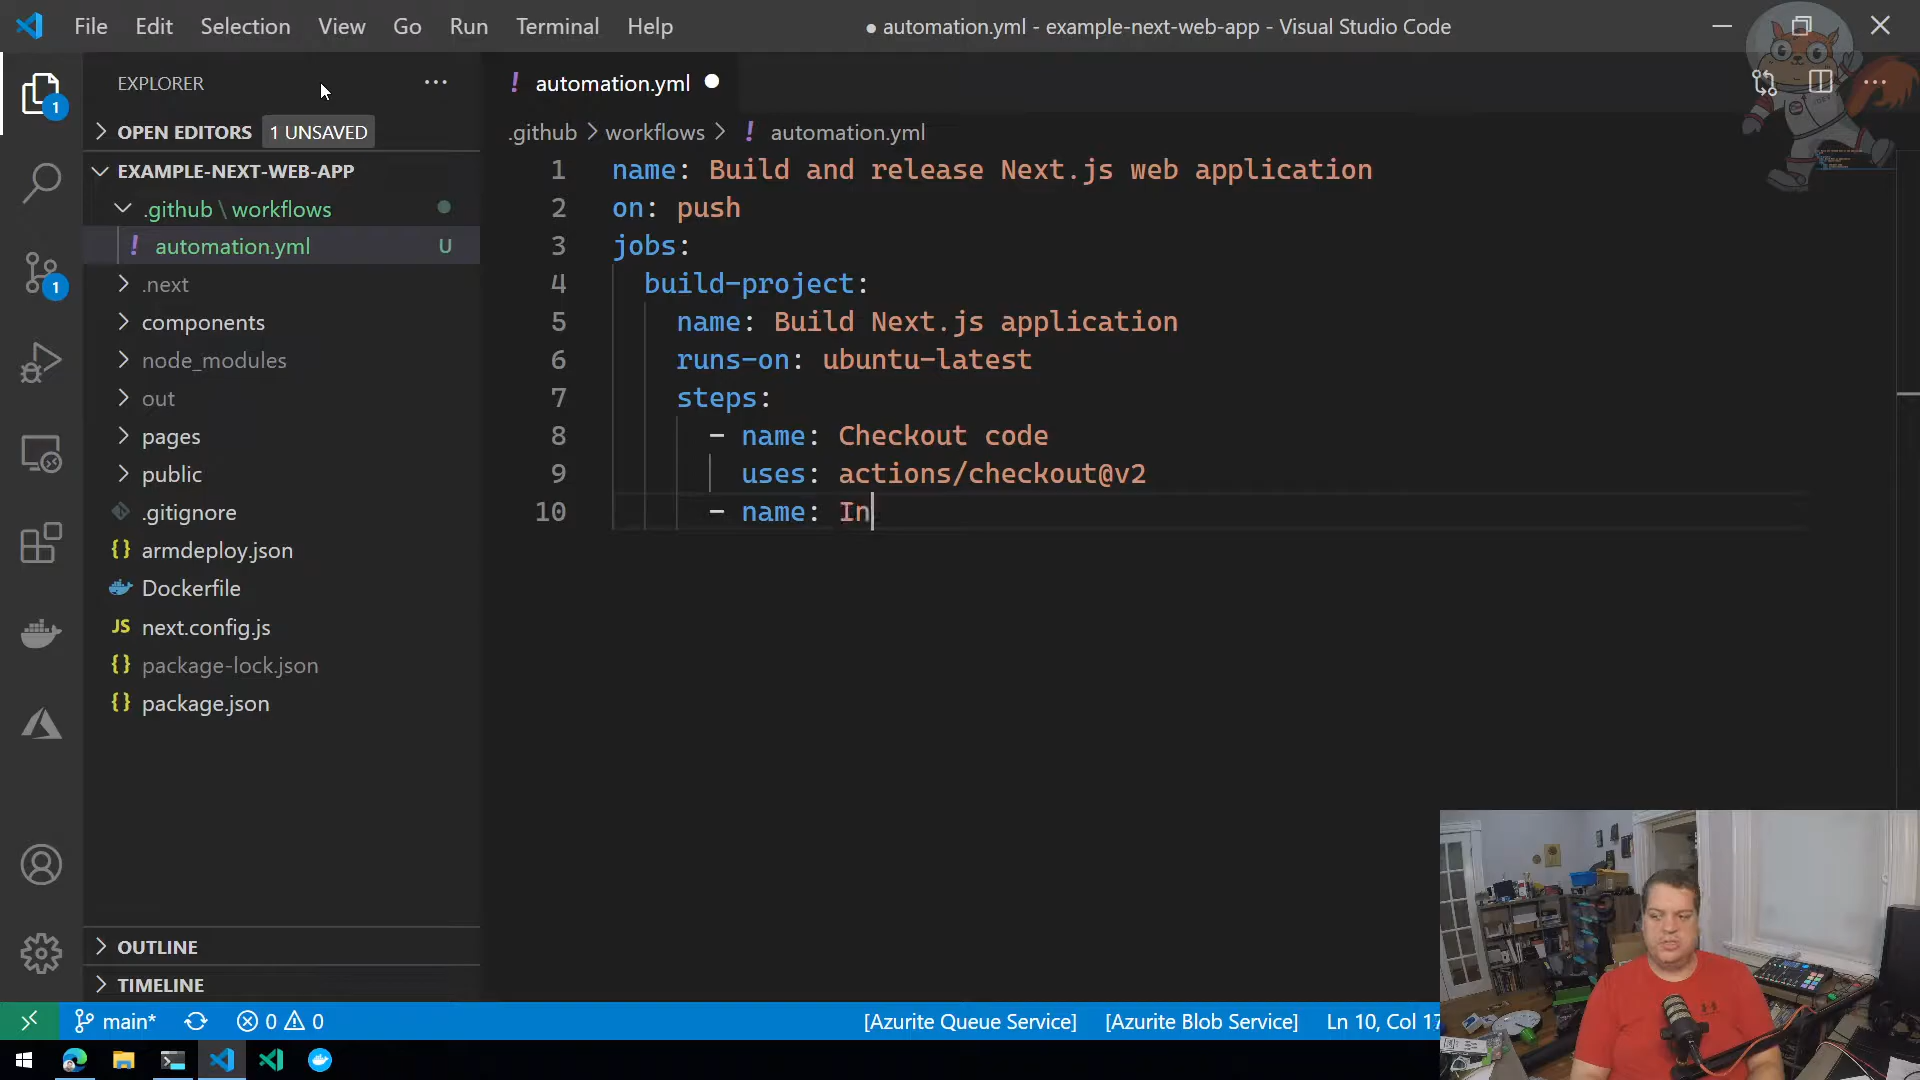 File Edit Selection View Go Run Terminal Help
● automation.yml - example-next-web-app - Visual Studio Code
EXPLORER
OPEN EDITORS 1 UNSAVED
EXAMPLE-NEXT-WEB-APP
.github \ workflows
automation.yml U
.next
components
node_modules
out
pages
public
.gitignore
armdeploy.json
Dockerfile
next.config.js
package-lock.json
package.json
OUTLINE
TIMELINE
1
1
! automation.yml
.github > workflows > ! automation.yml
1 name: Build and release Next.js web application
2 on: push
3 jobs:
4 build-project:
5 name: Build Next.js application
6 runs-on: ubuntu-latest
7 steps:
8 - name: Checkout code
9 uses: actions/checkout@v2
10 - name: In
main* 0 0 [Azurite Queue Service] [Azurite Blob Service] Ln 10, Col 17